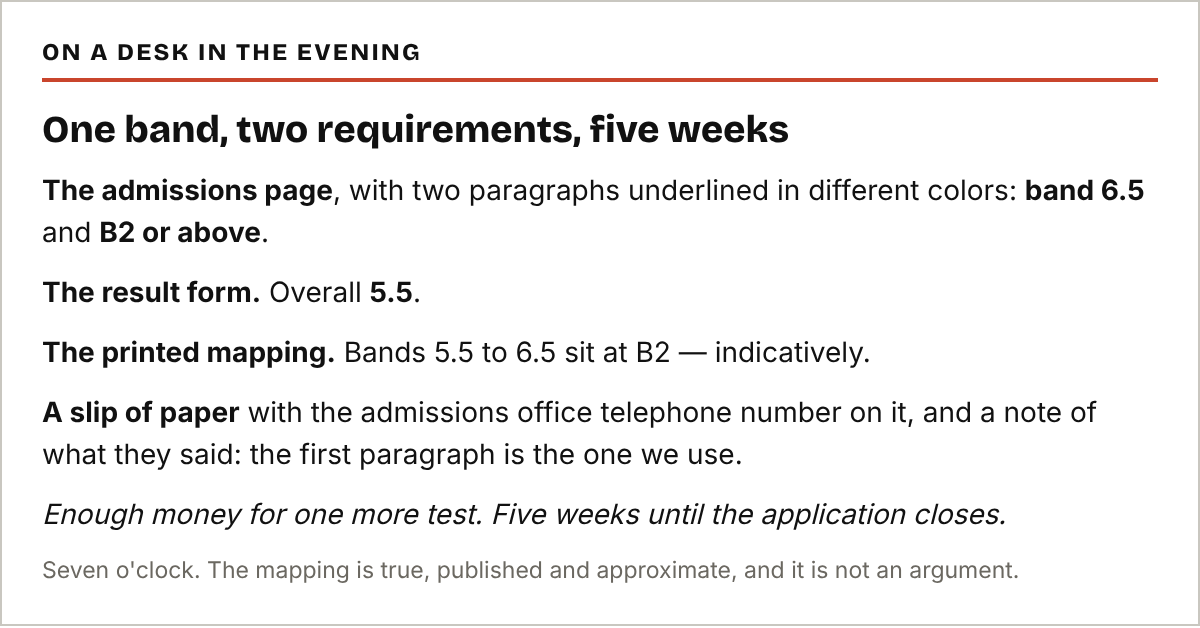 ON A DESK IN THE EVENING
One band, two requirements, five weeks
The admissions page, with two paragraphs underlined in different colors: band 6.5
and B2 or above.
The result form. Overall 5.5.
The printed mapping. Bands 5.5 to 6.5 sit at B2 — indicatively.
A slip of paper with the admissions office telephone number on it, and a note of
what they said: the first paragraph is the one we use.
Enough money for one more test. Five weeks until the application closes.
Seven o'clock. The mapping is true, published and approximate, and it is not an argument.